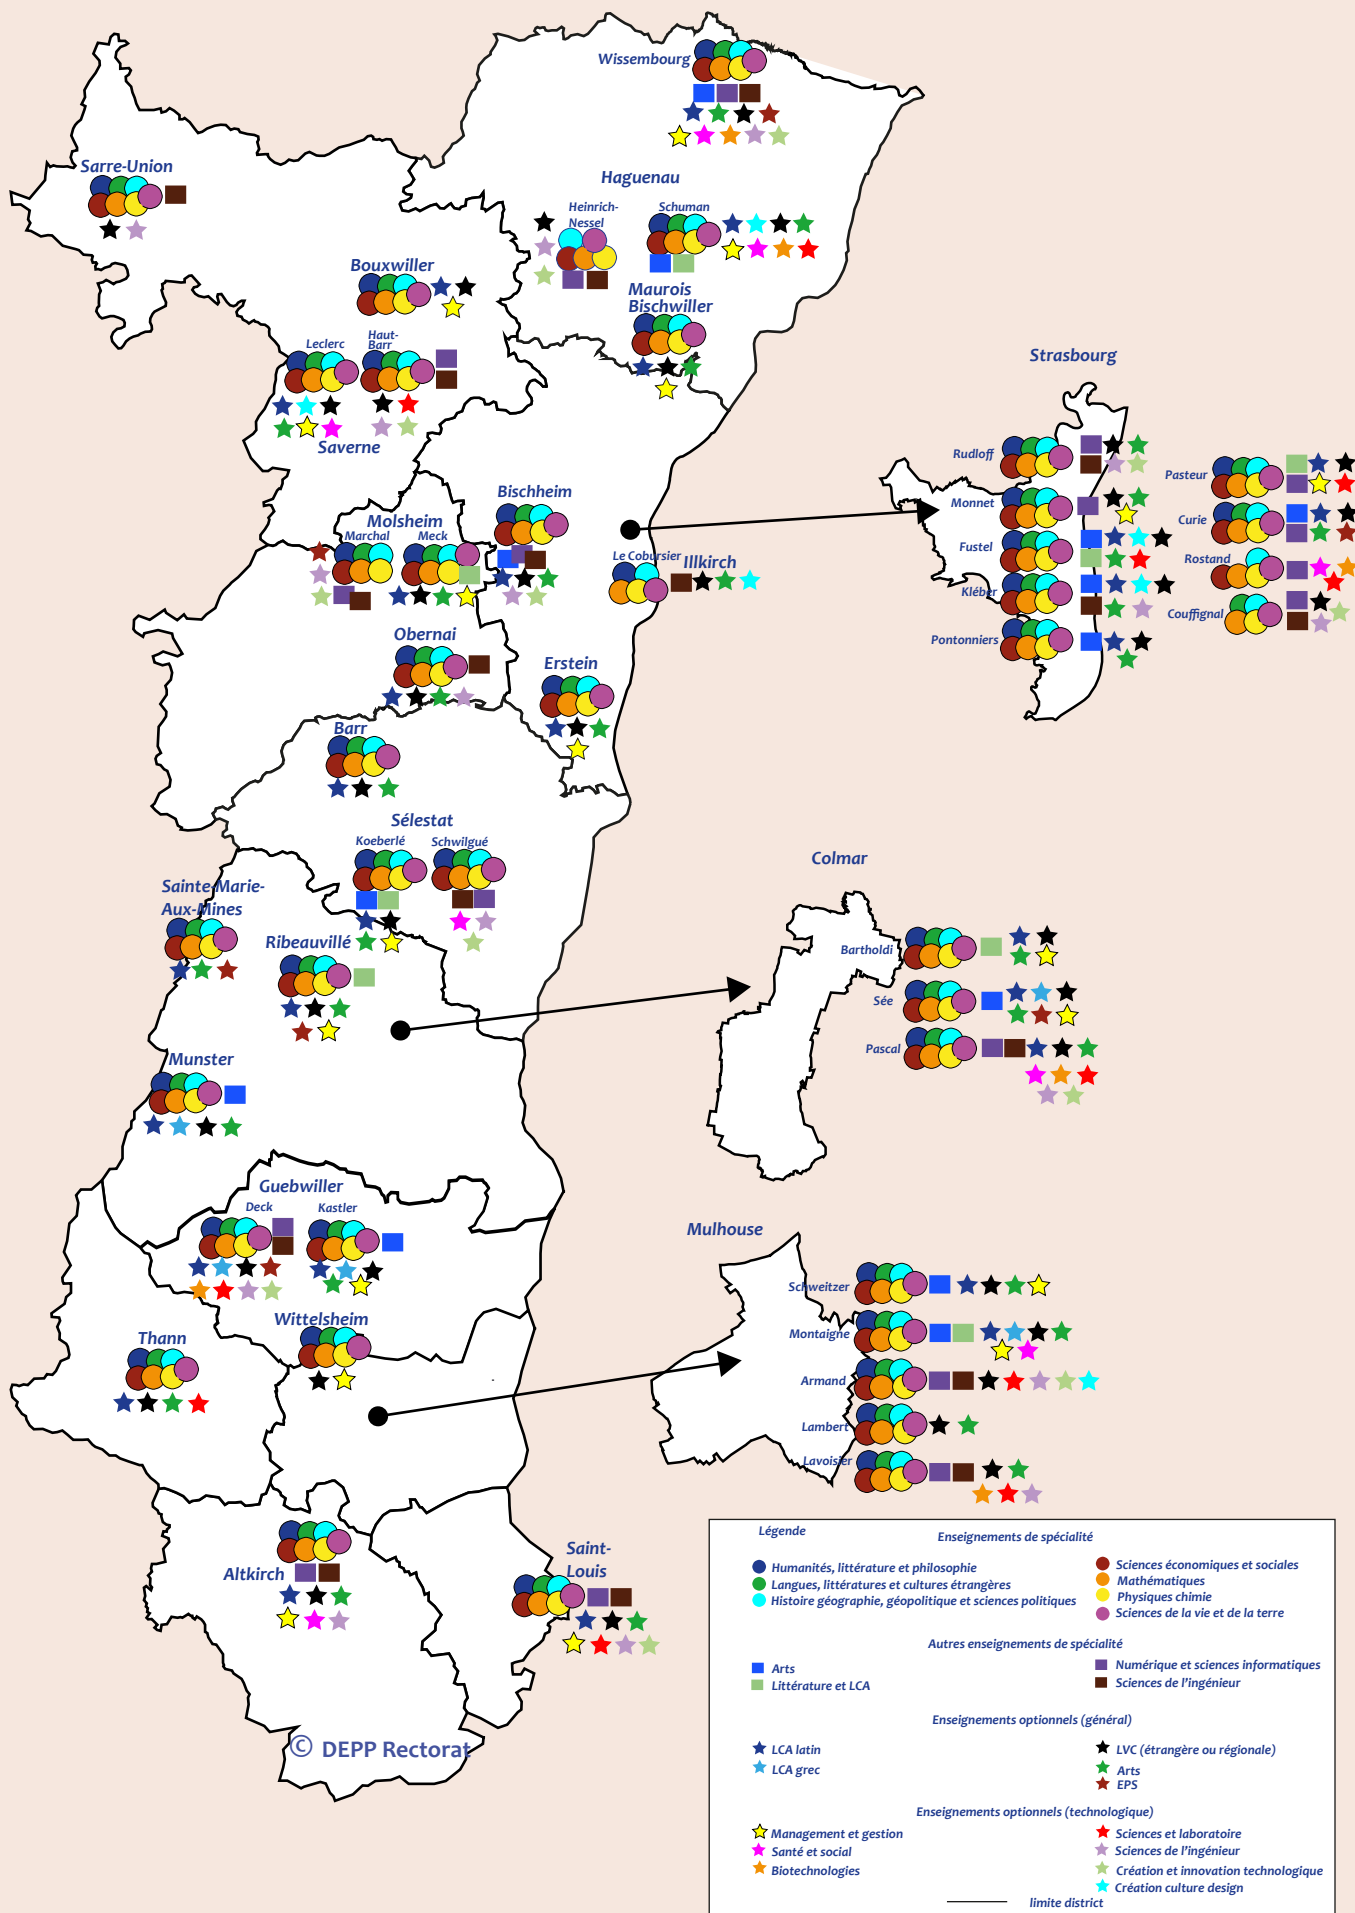 Wissembourg
Sarre-Union
Haguenau
Heinrich-
Nessel
Schuman
Bouxwiller
Maurois
Bischwiller
Leclerc
Haut-
Barr
Saverne
Strasbourg
Rudloff
Pasteur
Monnet
Curie
Fustel
Rostand
Kléber
Couffignal
Pontonniers
Bischheim
Molsheim
Marchal
Meck
Le Cobursier
Illkirch
Obernai
Erstein
Barr
Sélestat
Koeberlé
Schwilgué
Sainte-Marie-
Aux-Mines
Ribeauvillé
Colmar
Bartholdi
Sée
Pascal
Munster
Guebwiller
Deck
Kastler
Wittelsheim
Thann
Mulhouse
Schweitzer
Montaigne
Armand
Lambert
Lavoisier
Altkirch
Saint-
Louis
© DEPP Rectorat
Légende
Enseignements de spécialité
Humanités, littérature et philosophie
Langues, littératures et cultures étrangères
Histoire géographie, géopolitique et sciences politiques
Sciences économiques et sociales
Mathématiques
Physiques chimie
Sciences de la vie et de la terre
Autres enseignements de spécialité
Arts
Littérature et LCA
Numérique et sciences informatiques
Sciences de l'ingénieur
Enseignements optionnels (général)
LCA latin
LCA grec
LVC (étrangère ou régionale)
Arts
EPS
Enseignements optionnels (technologique)
Management et gestion
Santé et social
Biotechnologies
Sciences et laboratoire
Sciences de l'ingénieur
Création et innovation technologique
Création culture design
limite district